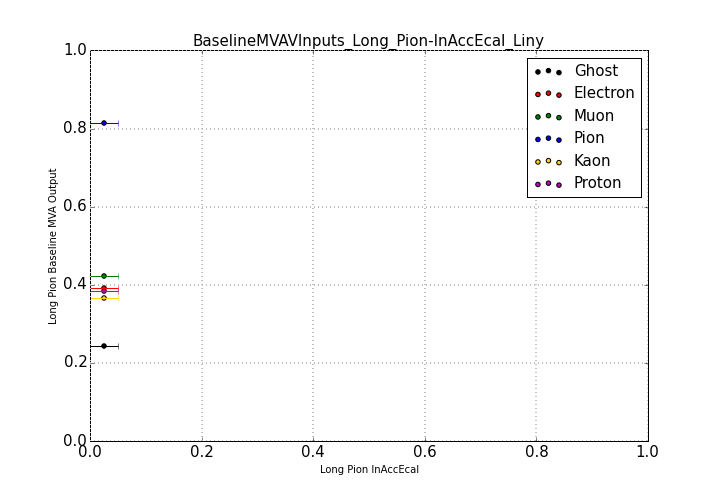 BaselineMVAVInputs_Long_Pion-InAccEcal_Liny
1.0
0.8
0.6
0.4
0.2
0.0
Long Pion Baseline MVA Output
Ghost
Electron
Muon
Pion
Kaon
Proton
0.0 0.2 0.4 0.6 0.8 1.0
Long Pion InAccEcal